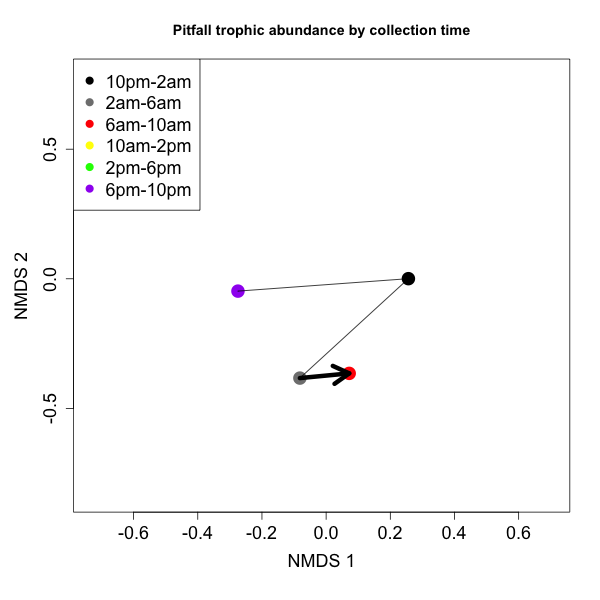 Pitfall trophic abundance by collection time
10pm-2am
2am-6am
6am-10am
10am-2pm
2pm-6pm
6pm-10pm
0.5
0.0
-0.5
NMDS 2
-0.6 -0.4 -0.2 0.0 0.2 0.4 0.6
NMDS 1